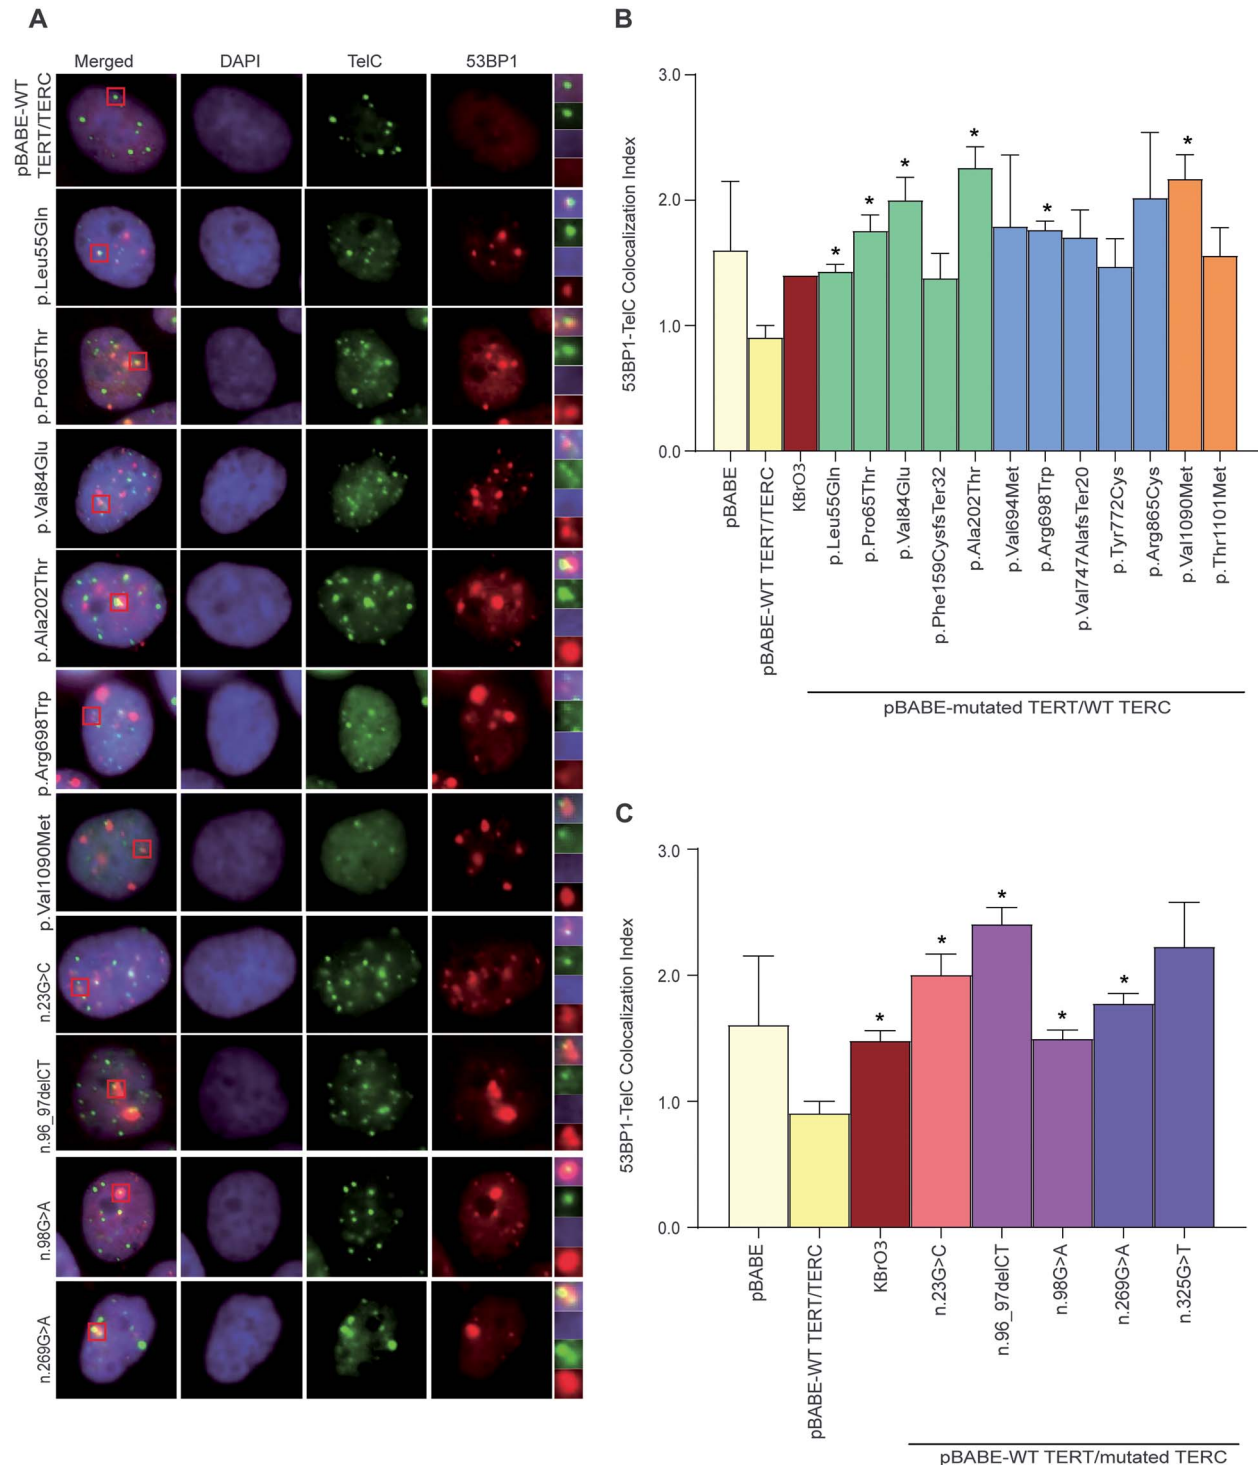 A
Merged DAPI TelC 53BP1
pBABE-WT
TERT/TERC
p.Leu55Gln
p.Pro65Thr
p.Val84Glu
p.Ala202Thr
p.Arg698Trp
p.Val1090Met
n.23G>C
n.96_97delCT
n.98G>A
n.269G>A
B
53BP1-TelC Colocalization Index
3.0
2.0
1.0
0.0
* * * * * *
pBABE
pBABE-WT TERT/TERC
KBrO3
p.Leu55Gln
p.Pro65Thr
p.Val84Glu
p.Phe159CysfsTer32
p.Ala202Thr
p.Val694Met
p.Arg698Trp
p.Val747AlafsTer20
p.Tyr772Cys
p.Arg865Cys
p.Val1090Met
p.Thr1101Met
pBABE-mutated TERT/WT TERC
C
53BP1-TelC Colocalization Index
3.0
2.0
1.0
0.0
* * * * *
pBABE
pBABE-WT TERT/TERC
KBrO3
n.23G>C
n.96_97delCT
n.98G>A
n.269G>A
n.325G>T
pBABE-WT TERT/mutated TERC